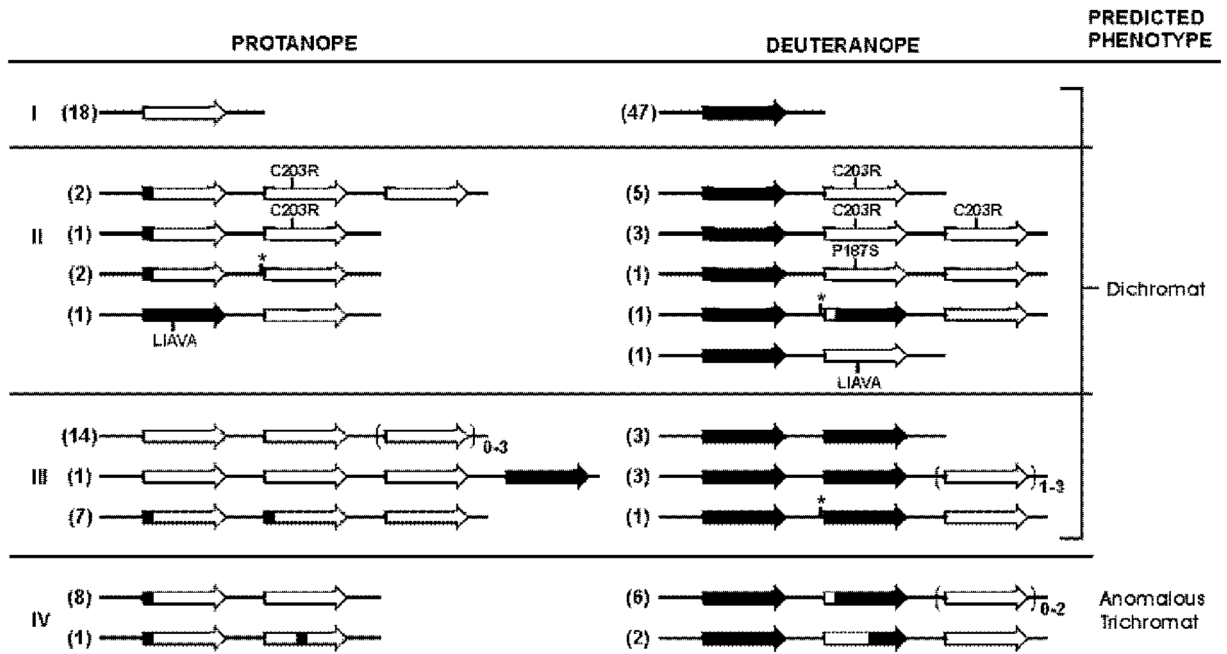 PROTANOPE DEUTERANOPE PREDICTED PHENOTYPE
I (18) (47)
C203R C203R
(2) (5)
C203R C203R C203R
II (1) (3)
* P187S
(2) (1)
*
(1) (1)
LIAVA
(1)
LIAVA
Dichromat
(14) 0-3 (3)
III (1) (3) 1-3
*
(7) (1)
IV (8) (6) 0-2
(1) (2)
Anomalous
Trichromat